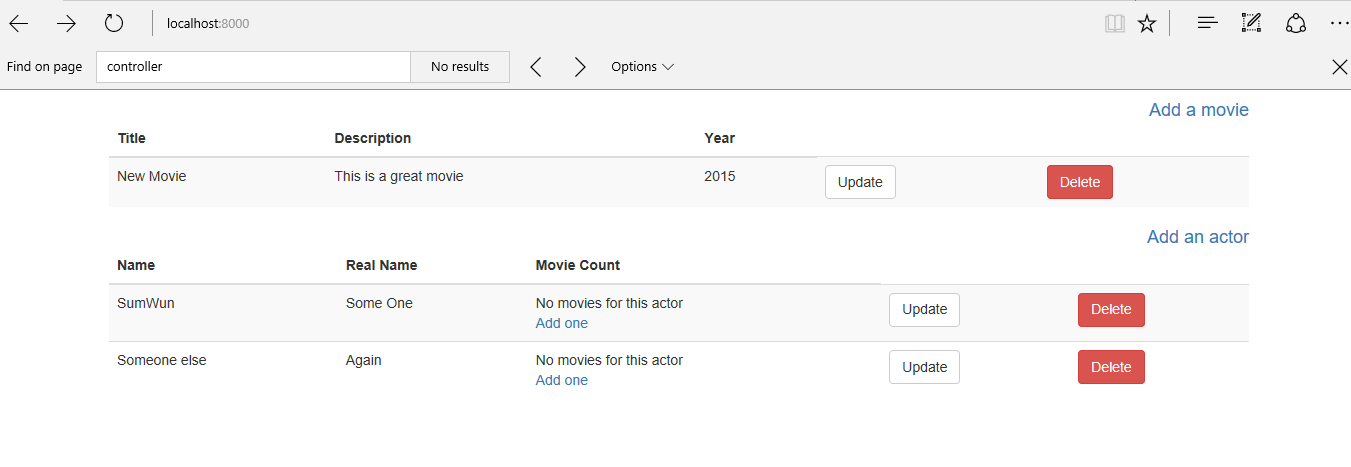 localhost:8000
Find on page controller No results Options
Add a movie
Title Description Year
New Movie This is a great movie 2015 Update Delete
Add an actor
Name Real Name Movie Count
SumWun Some One No movies for this actor Update Delete
Add one
Someone else Again No movies for this actor Update Delete
Add one